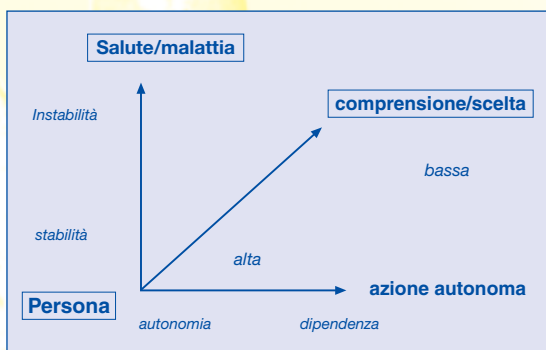 Salute/malattia
Instabilità
comprensione/scelta
bassa
stabilità
alta
Persona
azione autonoma
autonomia
dipendenza